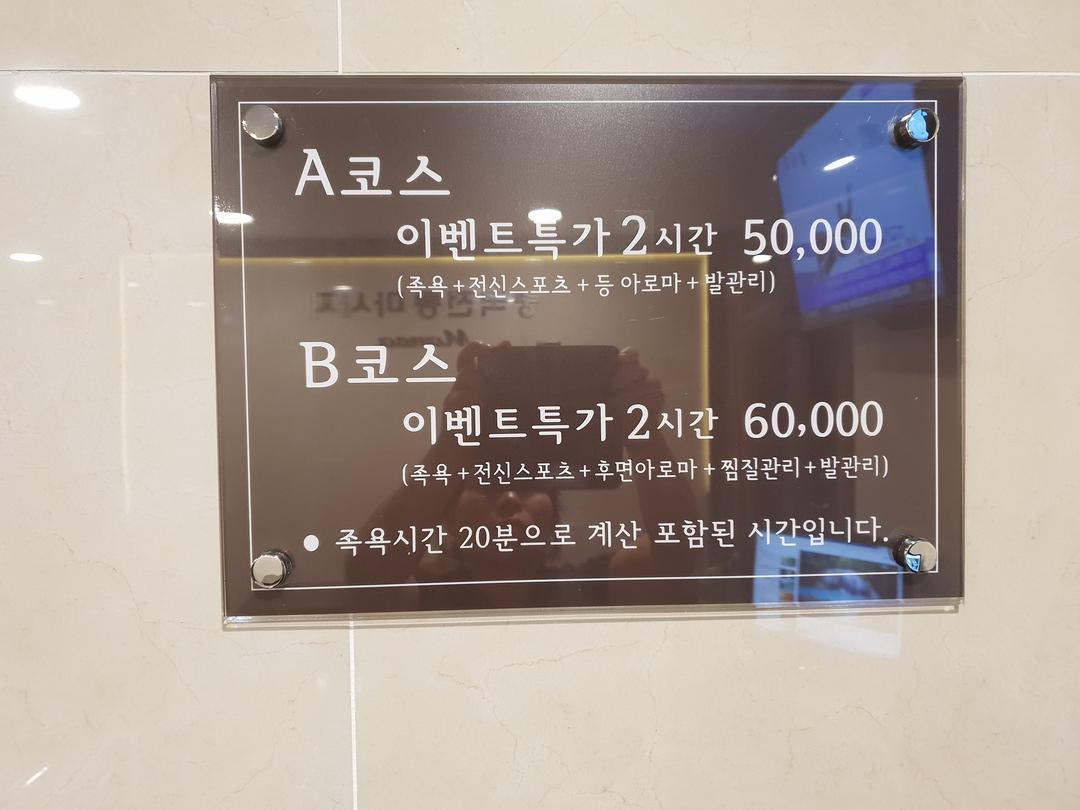 A코스
이벤트특가 2시간 50,000
(족욕+전신스포츠+등 아로마+발관리)
B코스
이벤트특가 2시간 60,000
(족욕+전신스포츠+후면아로마+찜질관리+발관리)
● 족욕시간 20분으로 계산 포함된 시간입니다.